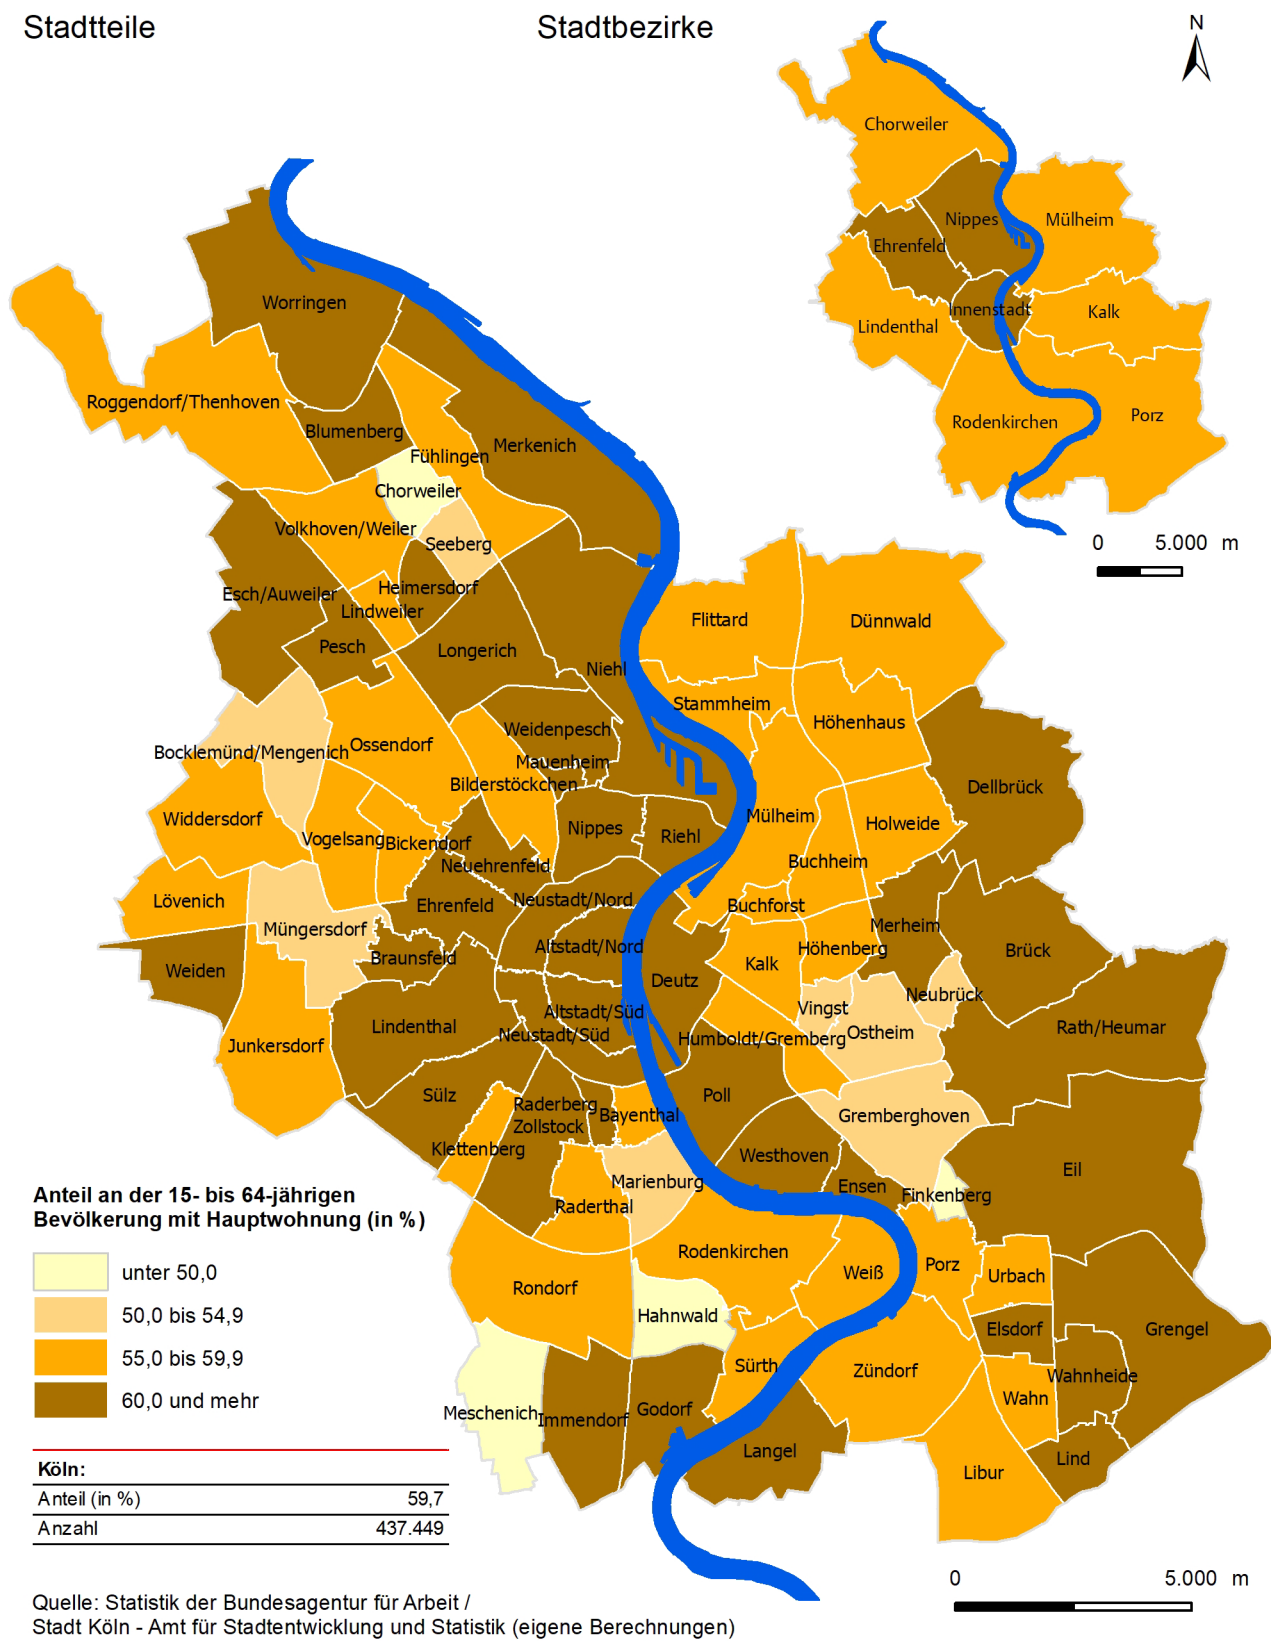 Stadtteile
Stadtbezirke
N
Chorweiler
Nippes
Mülheim
Ehrenfeld
Innenstadt
Kalk
Lindenthal
Rodenkirchen
Porz
0 5.000 m
Worringen
Roggendorf/Thenhoven
Blumenberg
Merkenich
Fühlingen
Chorweiler
Volkhoven/Weiler
Seeberg
Heimersdorf
Esch/Auweiler
Lindweiler
Flittard
Dünnwald
Pesch
Longerich
Niehl
Stammheim
Höhenhaus
Weidenpesch
Ossendorf
Bocklemünd/Mengenich
Mauenheim
Bilderstöckchen
Dellbrück
Mülheim
Widdersdorf
Holweide
Nippes
Riehl
Vogelsang
Bickendorf
Buchheim
Neuehrenfeld
Lövenich
Neustadt/Nord
Ehrenfeld
Buchforst
Müngersdorf
Merheim
Altstadt/Nord
Höhenberg
Brück
Braunsfeld
Kalk
Weiden
Deutz
Neubrück
Vingst
Altstadt/Süd
Lindenthal
Rath/Heumar
Ostheim
Neustadt/Süd
Humboldt/Gremberg
Junkersdorf
Sülz
Poll
Raderberg
Bayenthal
Gremberghoven
Zollstock
Klettenberg
Westhoven
Eil
Marienburg
Ensen
Finkenberg
Raderthal
Rodenkirchen
Porz
Weiß
Urbach
Rondorf
Hahnwald
Elsdorf
Grengel
Sürth
Zündorf
Wahnheide
Wahn
Meschenich
Immendorf
Godorf
Langel
Lind
Libur
Anteil an der 15- bis 64-jährigen
Bevölkerung mit Hauptwohnung (in %)
unter 50,0
50,0 bis 54,9
55,0 bis 59,9
60,0 und mehr
Köln:
Anteil (in %) 59,7
Anzahl 437.449
0 5.000 m
Quelle: Statistik der Bundesagentur für Arbeit /
Stadt Köln - Amt für Stadtentwicklung und Statistik (eigene Berechnungen)